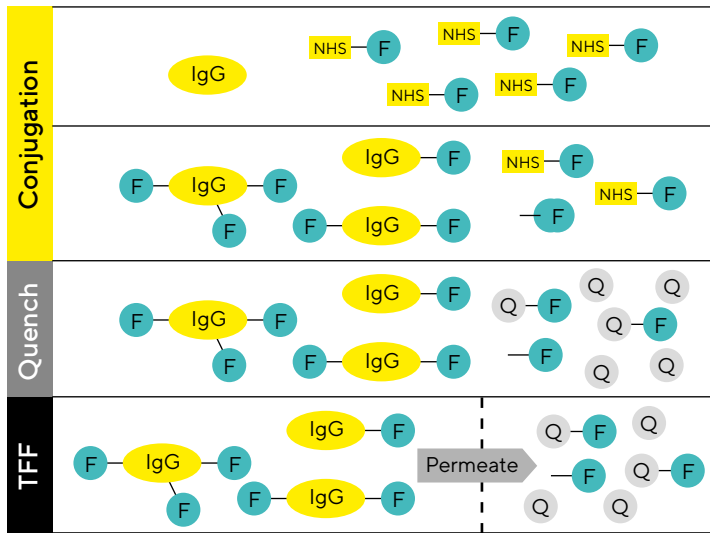 Conjugation
IgG
NHS F
NHS F
NHS F
NHS F
NHS F
F IgG F
F
IgG F
F IgG F
NHS F
NHS F
F
Quench
F IgG F
F
IgG F
F IgG F
Q F
Q
Q
Q F
F
Q
Q
TFF
F IgG F
F
IgG F
F IgG F
Permeate
Q F
Q
F
Q F
Q
Q